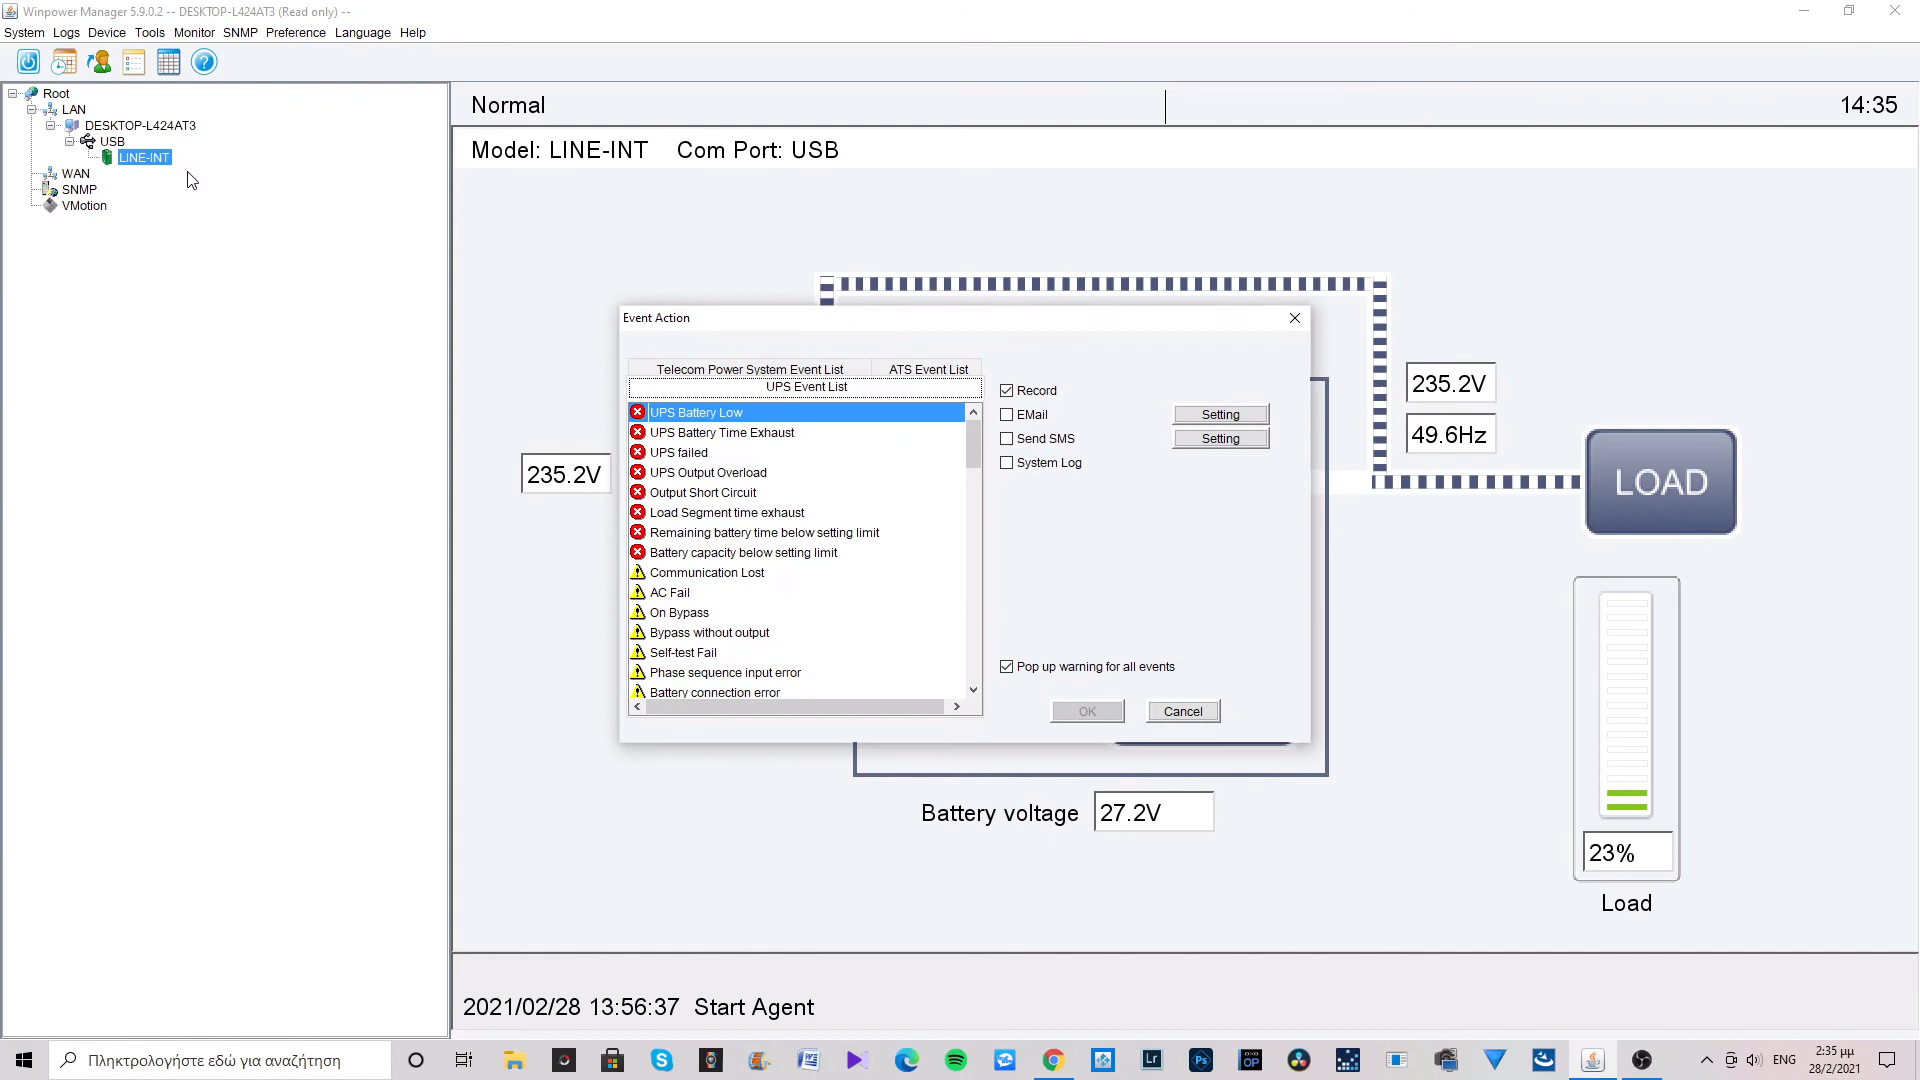 Winpower Manager 5.9.0.2 -- DESKTOP-L424AT3 (Read only) --
System Logs Device Tools Monitor SNMP Preference Language Help
Root
LAN
DESKTOP-L424AT3
USB
LINE-INT
WAN
SNMP
VMotion
Normal
14:35
Model: LINE-INT Com Port: USB
Event Action
Telecom Power System Event List
ATS Event List
UPS Event List
UPS Battery Low
UPS Battery Time Exhaust
UPS failed
UPS Output Overload
Output Short Circuit
Load Segment time exhaust
Remaining battery time below setting limit
Battery capacity below setting limit
Communication Lost
AC Fail
On Bypass
Bypass without output
Self-test Fail
Phase sequence input error
Battery connection error
Record
EMail
Setting
Send SMS
Setting
System Log
Pop up warning for all events
OK
Cancel
235.2V
235.2V
49.6Hz
LOAD
Battery voltage 27.2V
23%
Load
2021/02/28 13:56:37 Start Agent
Πληκτρολογήστε εδώ για αναζήτηση
Lr
Ps
OP
ENG
2:35 μμ
28/2/2021